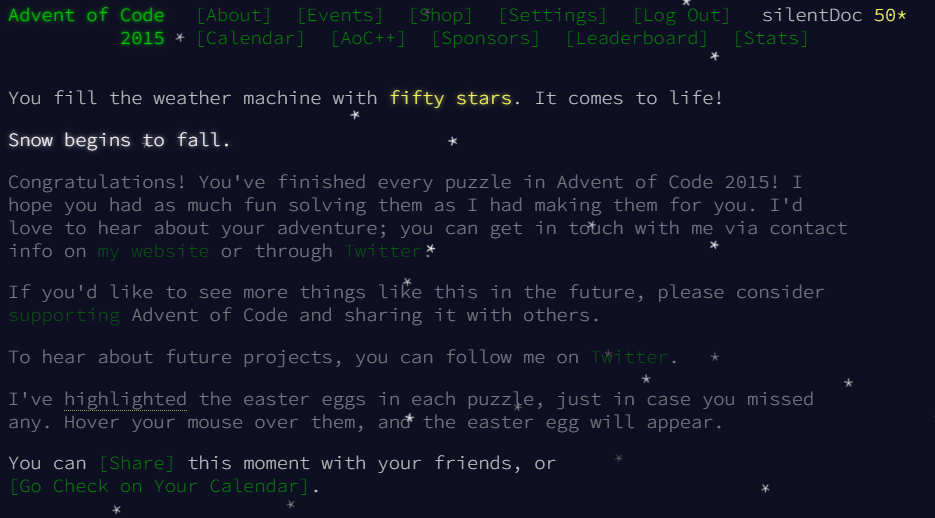 Advent of Code [About] [Events] [Shop] [Settings] [Log Out] silentDoc 50*
2015 [Calendar] [AoC++] [Sponsors] [Leaderboard] [Stats]
You fill the weather machine with fifty stars. It comes to life!
Snow begins to fall.
Congratulations! You've finished every puzzle in Advent of Code 2015! I
hope you had as much fun solving them as I had making them for you. I'd
love to hear about your adventure; you can get in touch with me via contact
info on my website or through Twitter.
If you'd like to see more things like this in the future, please consider
supporting Advent of Code and sharing it with others.
To hear about future projects, you can follow me on Twitter.
I've highlighted the easter eggs in each puzzle, just in case you missed
any. Hover your mouse over them, and the easter egg will appear.
You can [Share] this moment with your friends, or
[Go Check on Your Calendar].